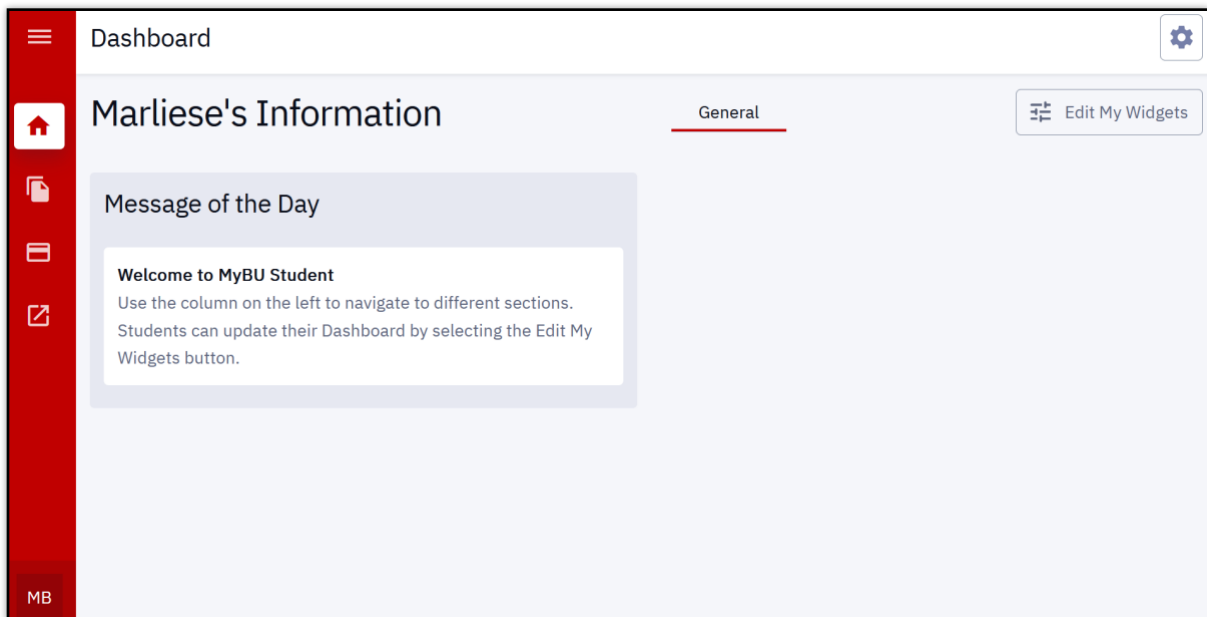 Dashboard
Marliese's Information
General
Edit My Widgets
Message of the Day
Welcome to MyBU Student
Use the column on the left to navigate to different sections.
Students can update their Dashboard by selecting the Edit My
Widgets button.
MB